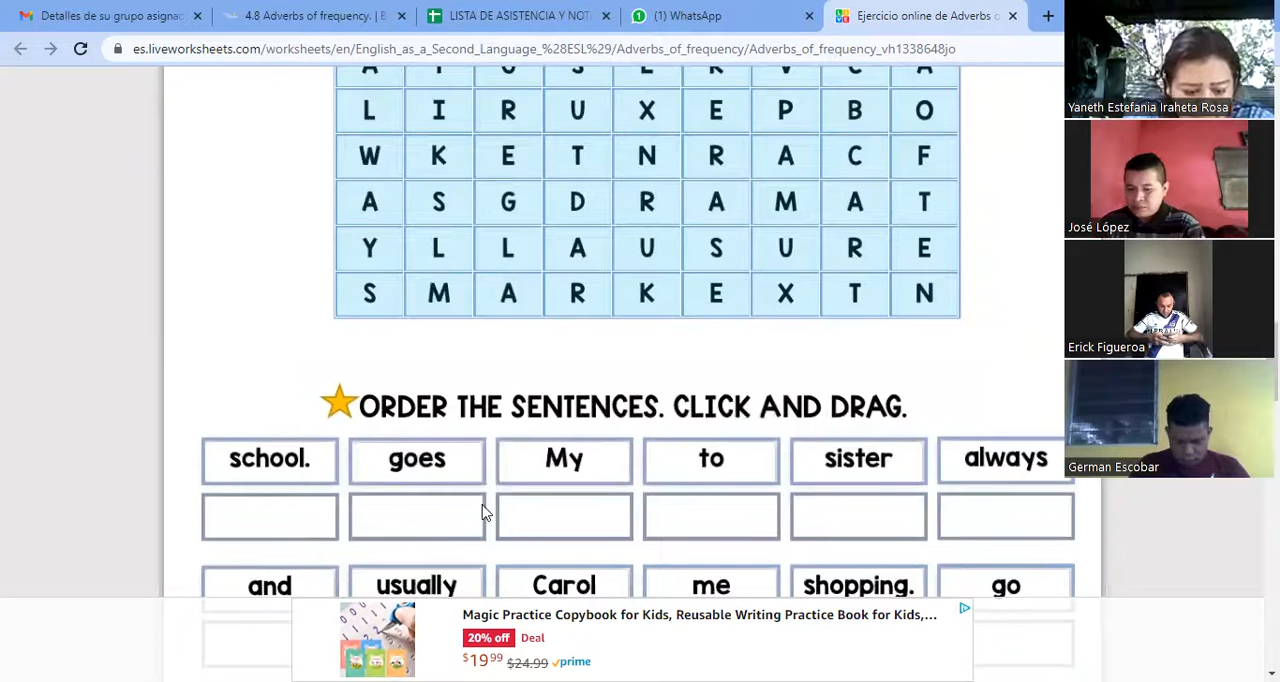 Detalles de su grupo asignac
4.8 Adverbs of frequency. | E
LISTA DE ASISTENCIA Y NOT
(1) WhatsApp
Ejercicio online de Adverbs o
es.liveworksheets.com/worksheets/en/English_as_a_Second_Language_%28ESL%29/Adverbs_of_frequency/Adverbs_of_frequency_vh1338648jo
A I U S E R V C A
L I R U X E P B O
W K E T N R A C F
A S G D R A M A T
Y L L A U S U R E
S M A R K E X T N
ORDER THE SENTENCES. CLICK AND DRAG.
school. goes My to sister always
and usually Carol me shopping. go
Magic Practice Copybook for Kids, Reusable Writing Practice Book for Kids,...
20% off Deal
$19.99 $24.99 prime
Yaneth Estefania Iraheta Rosa
José López
Erick Figueroa
German Escobar